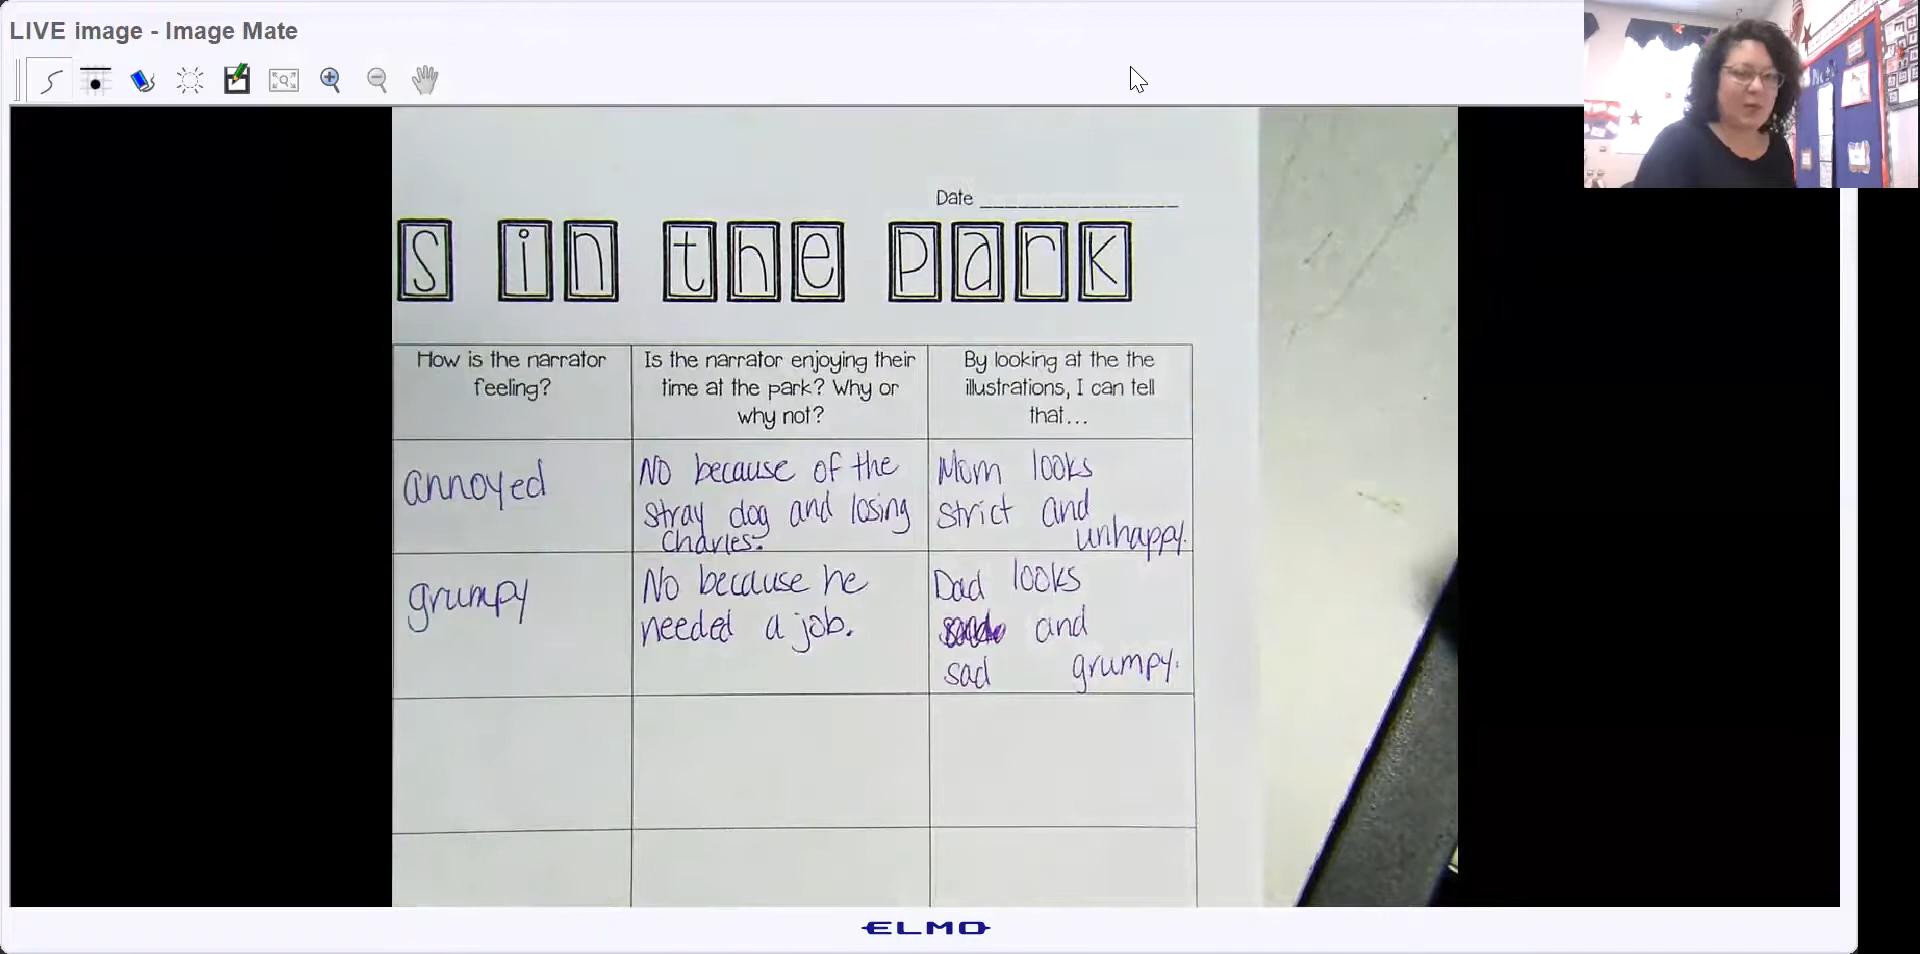 LIVE image - Image Mate
Date
s in the park
How is the narrator
feeling?
Is the narrator enjoying their
time at the park? Why or
why not?
By looking at the the
illustrations, I can tell
that...
annoyed
No because of the
stray dog and losing
Charles.
Mom looks
strict and
unhappy.
grumpy
No because he
needed a job.
Dad looks
and
sad grumpy.
ELMO